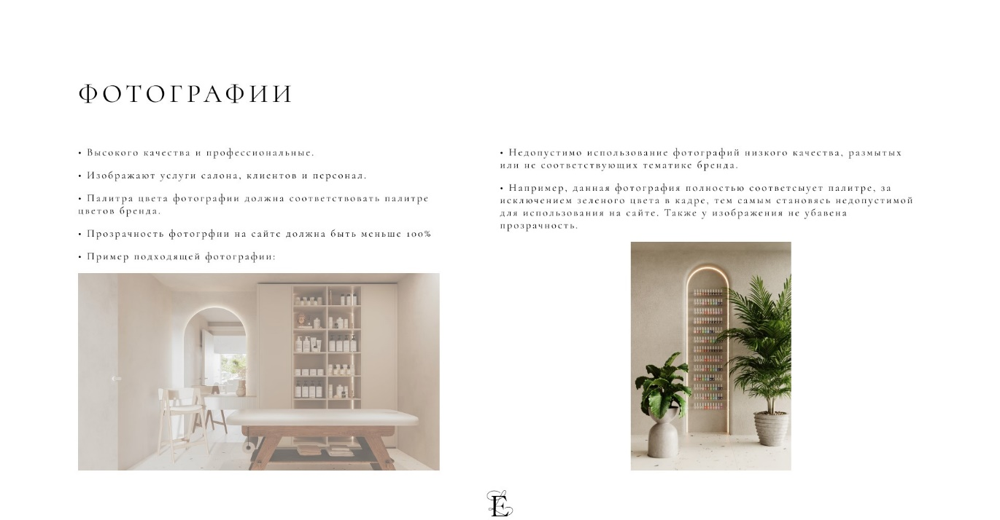 ФОТОГРАФИИ
• Высокого качества и профессиональные.
• Изображают услуги салона, клиентов и персонал.
• Палитра цвета фотографии должна соответствовать палитре
цветов бренда.
• Прозрачность фотогрфии на сайте должна быть меньше 100%
• Пример подходящей фотографии:
• Недопустимо использование фотографий низкого качества, размытых
или не соответствующих тематике бренда.
• Например, данная фотография полностью соответсыует палитре, за
исключением зеленого цвета в кадре, тем самым становясь недопустимой
для использования на сайте. Также у изображения не убавена
прозрачность.
E